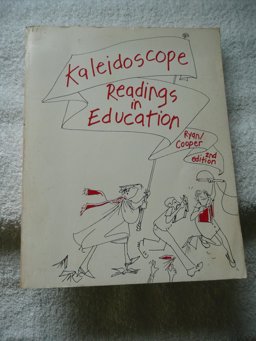 Kaleidoscope
Readings
in
Education
Ryan/
Cooper
2nd
edition